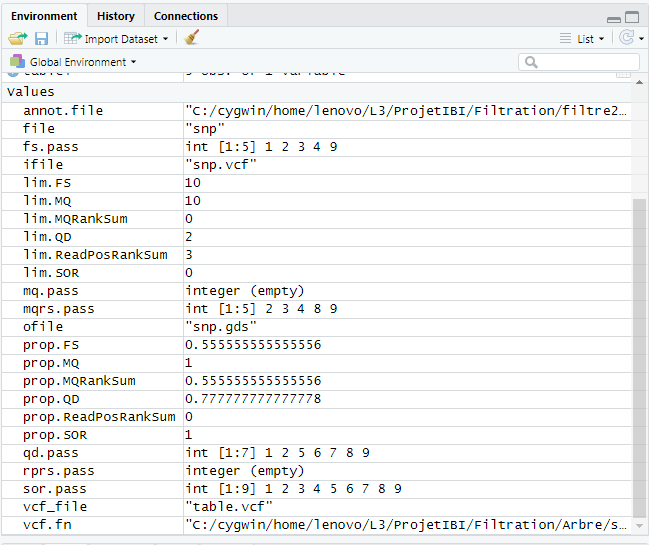 Environment History Connections
Import Dataset List
Global Environment
Values
annot.file "C:/cygwin/home/lenovo/L3/ProjetIBI/Filtration/filtre2…
file "snp"
fs.pass int [1:5] 1 2 3 4 9
ifile "snp.vcf"
lim.FS 10
lim.MQ 10
lim.MQRankSum 0
lim.QD 2
lim.ReadPosRankSum 3
lim.SOR 0
mq.pass integer (empty)
mqrs.pass int [1:5] 2 3 4 8 9
ofile "snp.gds"
prop.FS 0.555555555555556
prop.MQ 1
prop.MQRankSum 0.555555555555556
prop.QD 0.777777777777778
prop.ReadPosRankSum 0
prop.SOR 1
qd.pass int [1:7] 1 2 5 6 7 8 9
rprs.pass integer (empty)
sor.pass int [1:9] 1 2 3 4 5 6 7 8 9
vcf_file "table.vcf"
vcf.fn "C:/cygwin/home/lenovo/L3/ProjetIBI/Filtration/Arbre/s…